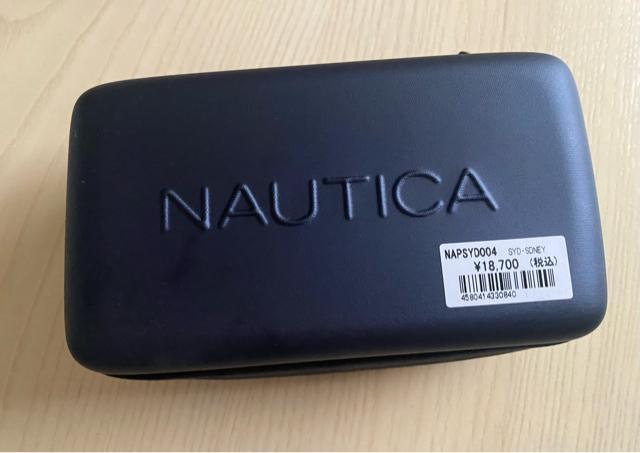 NAUTICA
NAPSYD004 SYD-SDNEY
¥18,700 (税込)
4580414330840